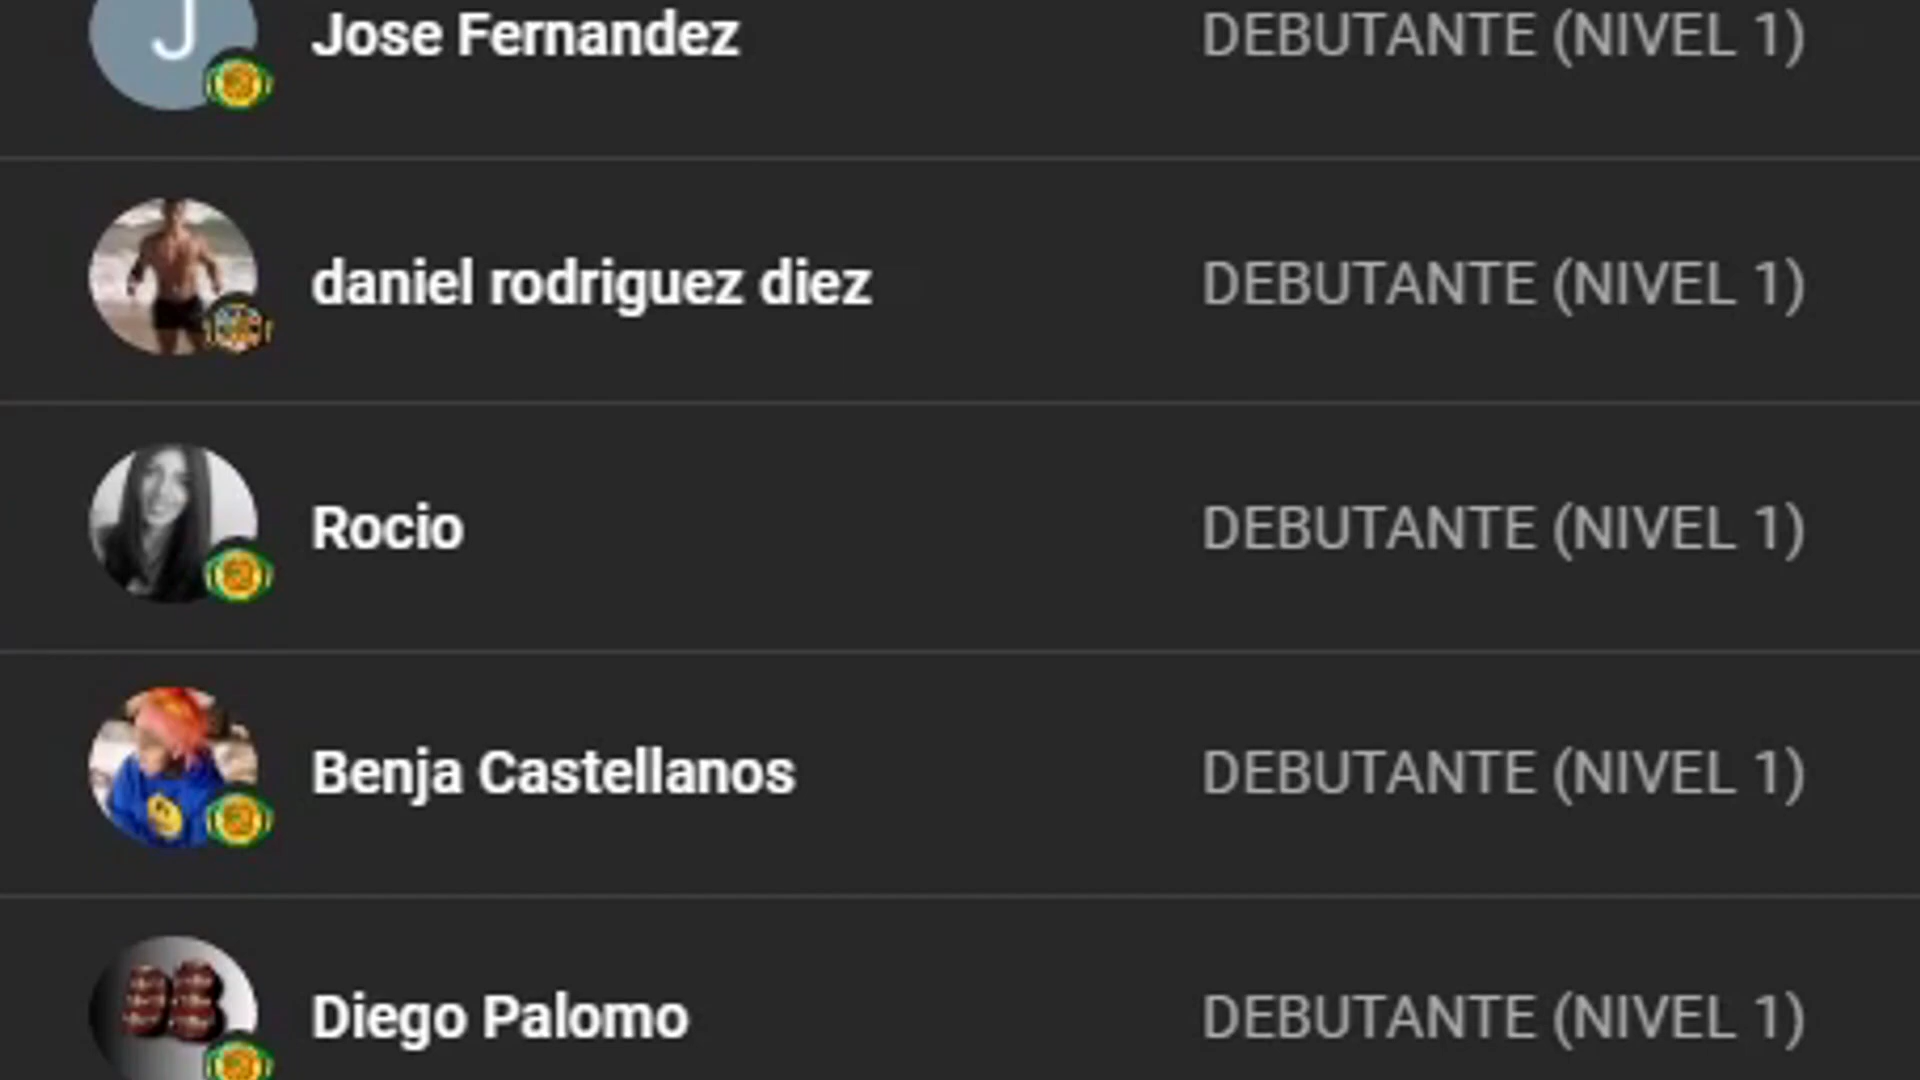 J
Jose Fernandez DEBUTANTE (NIVEL 1)
daniel rodriguez diez DEBUTANTE (NIVEL 1)
Rocio DEBUTANTE (NIVEL 1)
Benja Castellanos DEBUTANTE (NIVEL 1)
Diego Palomo DEBUTANTE (NIVEL 1)